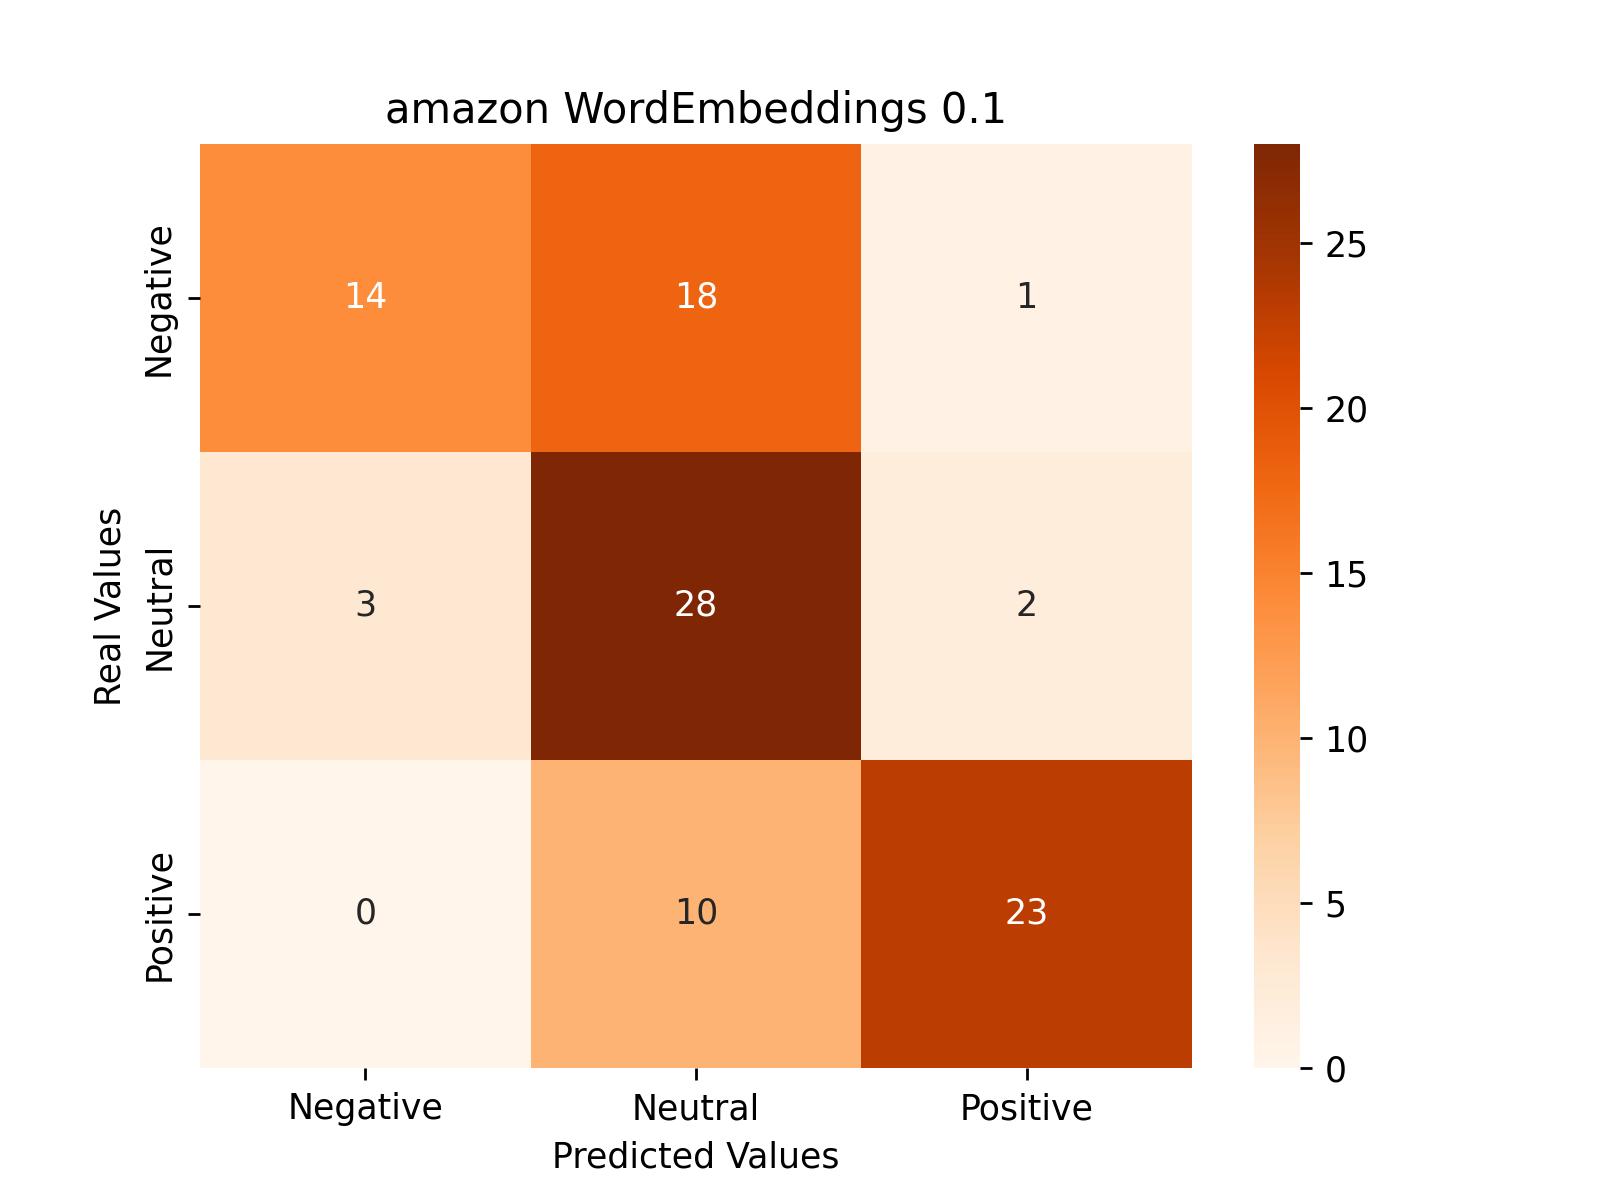 amazon WordEmbeddings 0.1
Real Values
Negative
14 18 1
Neutral
3 28 2
Positive
0 10 23
Negative Neutral Positive
Predicted Values
25
20
15
10
5
0